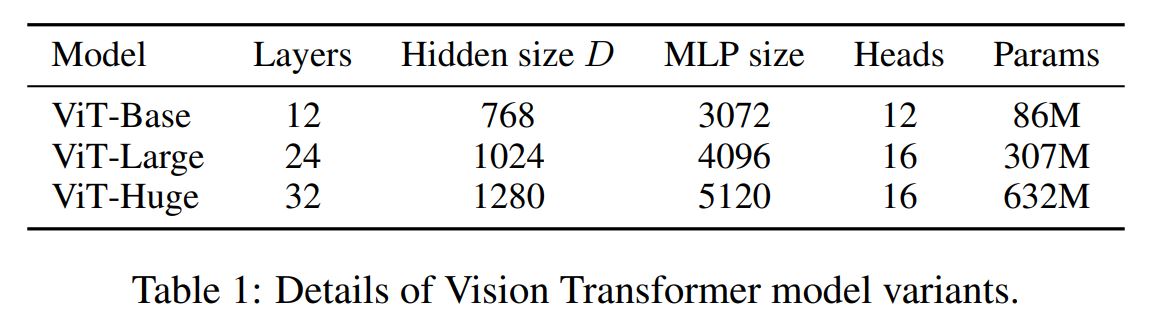 Model Layers Hidden size D MLP size Heads Params
ViT-Base 12 768 3072 12 86M
ViT-Large 24 1024 4096 16 307M
ViT-Huge 32 1280 5120 16 632M
Table 1: Details of Vision Transformer model variants.